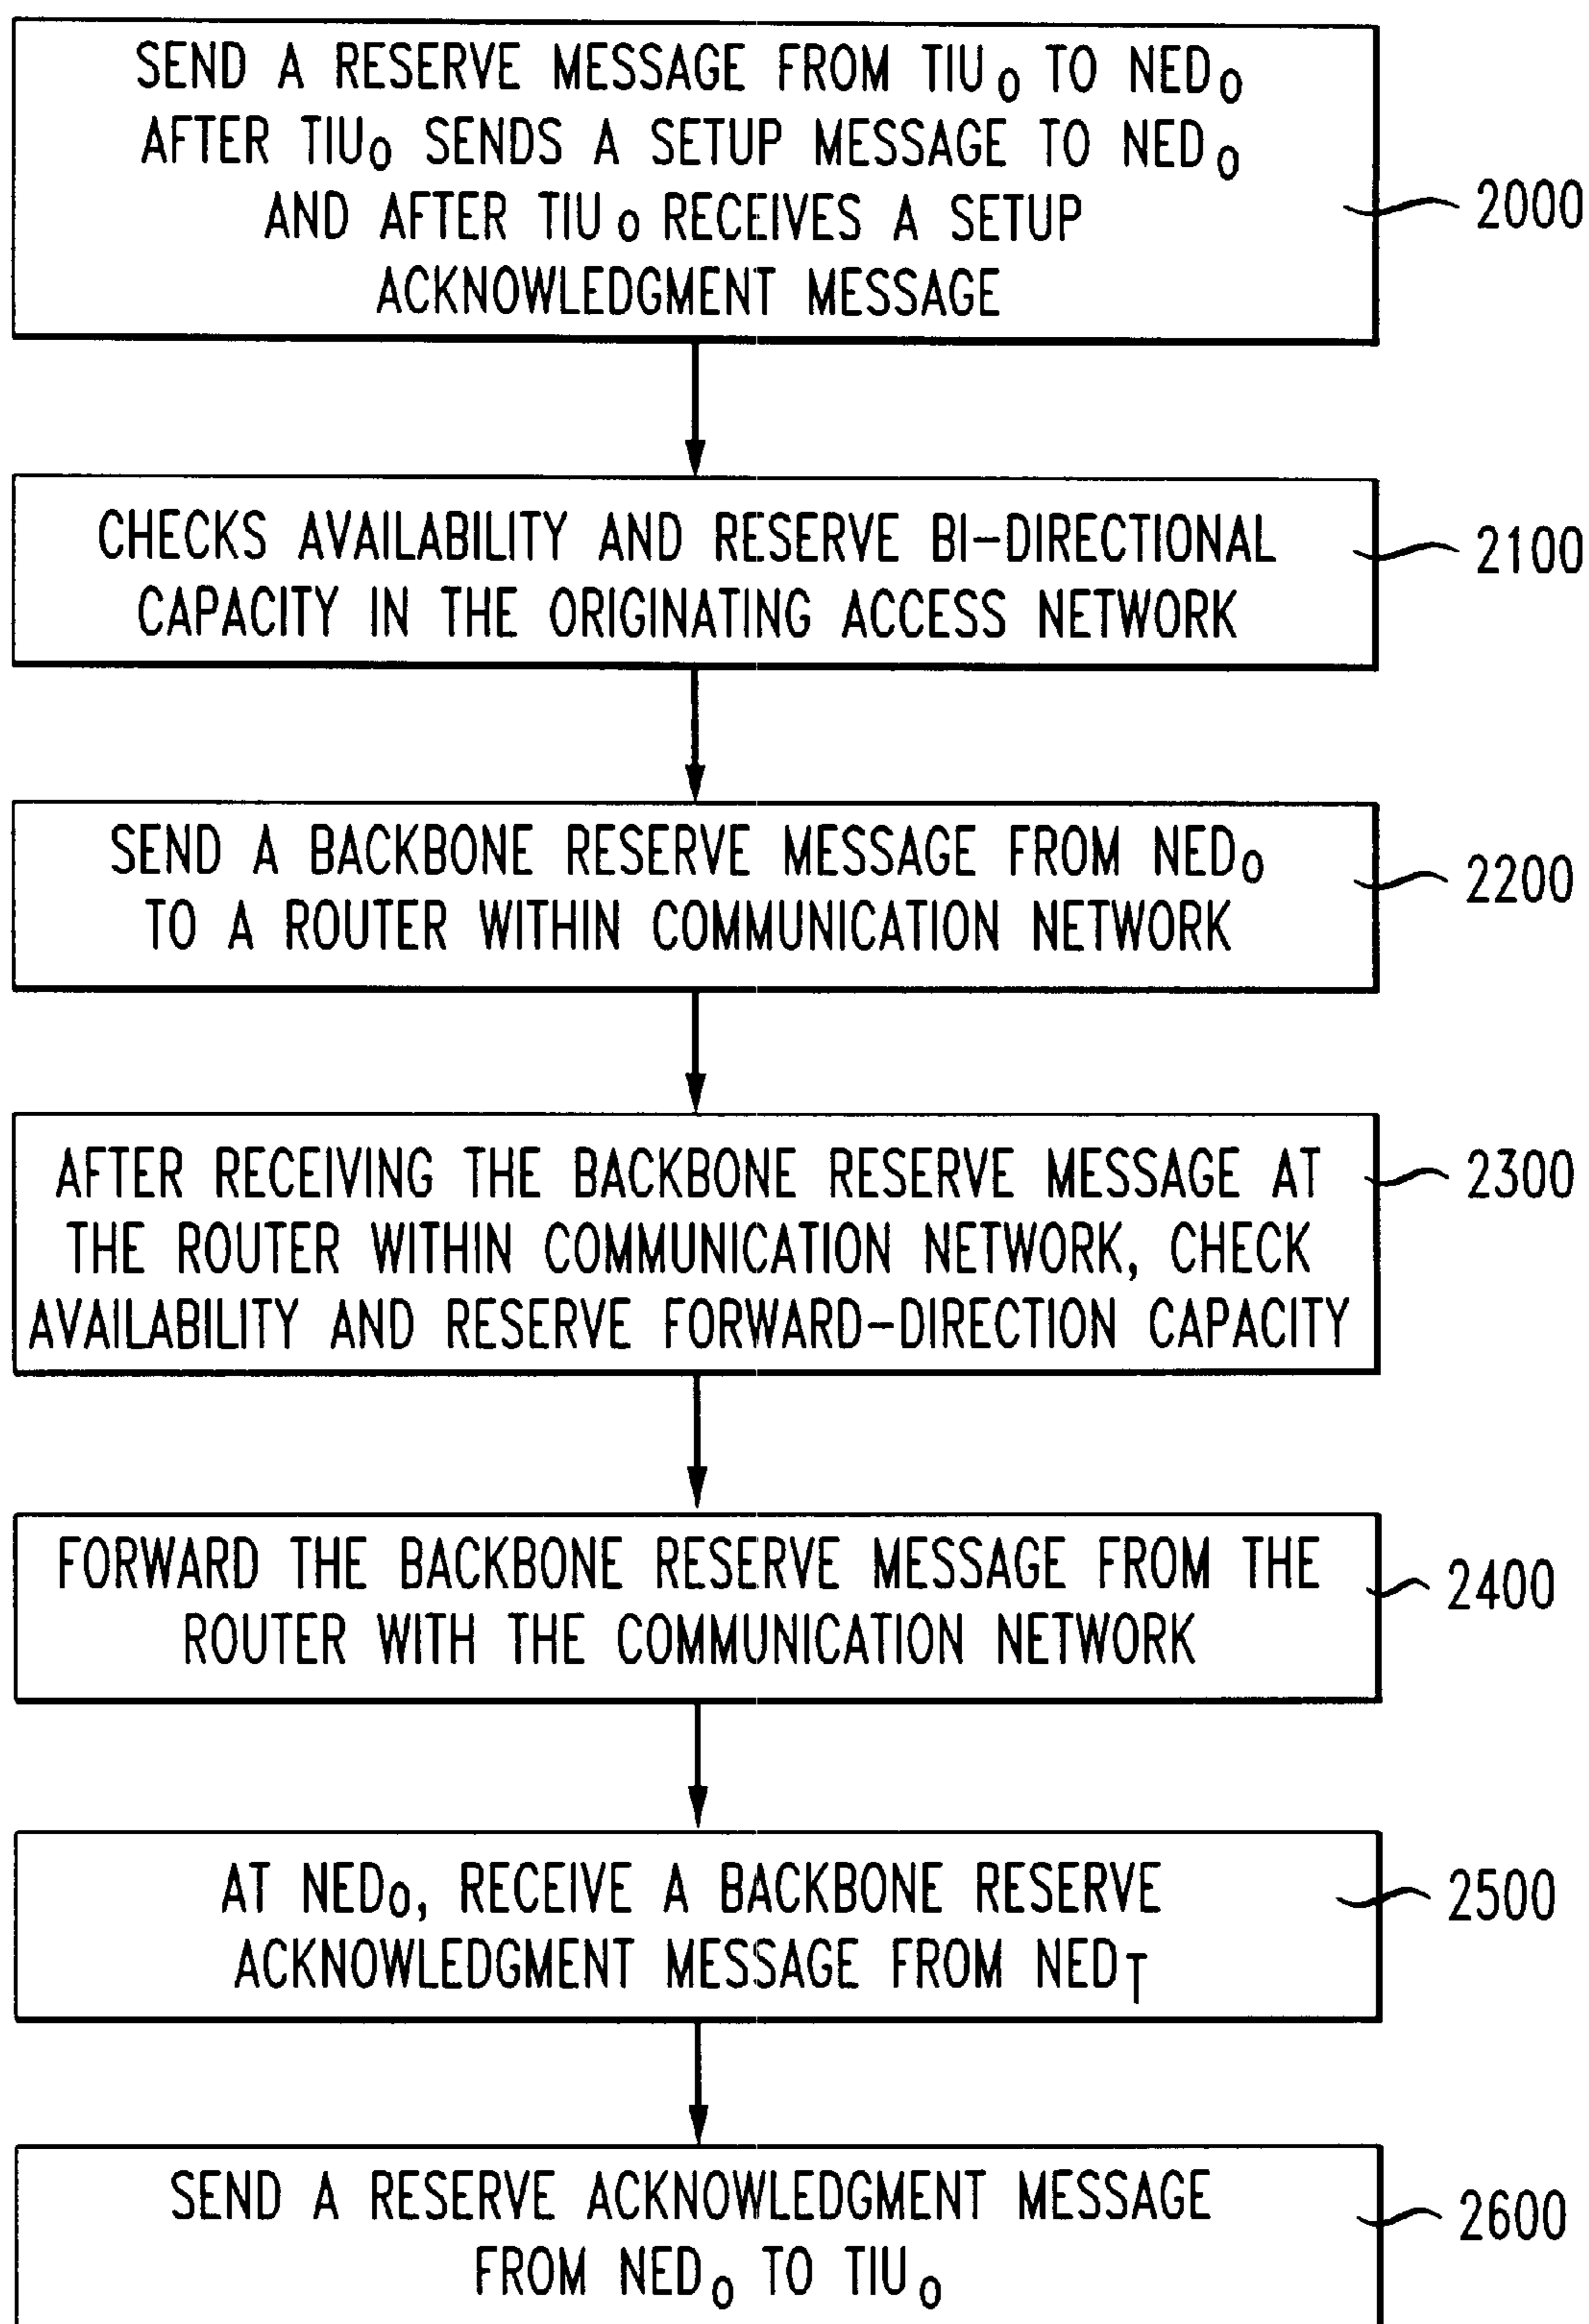 SEND A RESERVE MESSAGE FROM TIU₀ TO NED₀
AFTER TIU₀ SENDS A SETUP MESSAGE TO NED₀
AND AFTER TIU₀ RECEIVES A SETUP
ACKNOWLEDGMENT MESSAGE
2000
CHECKS AVAILABILITY AND RESERVE BI-DIRECTIONAL
CAPACITY IN THE ORIGINATING ACCESS NETWORK
2100
SEND A BACKBONE RESERVE MESSAGE FROM NED₀
TO A ROUTER WITHIN COMMUNICATION NETWORK
2200
AFTER RECEIVING THE BACKBONE RESERVE MESSAGE AT
THE ROUTER WITHIN COMMUNICATION NETWORK, CHECK
AVAILABILITY AND RESERVE FORWARD-DIRECTION CAPACITY
2300
FORWARD THE BACKBONE RESERVE MESSAGE FROM THE
ROUTER WITH THE COMMUNICATION NETWORK
2400
AT NED₀, RECEIVE A BACKBONE RESERVE
ACKNOWLEDGMENT MESSAGE FROM NEDT
2500
SEND A RESERVE ACKNOWLEDGMENT MESSAGE
FROM NED₀ TO TIU₀
2600